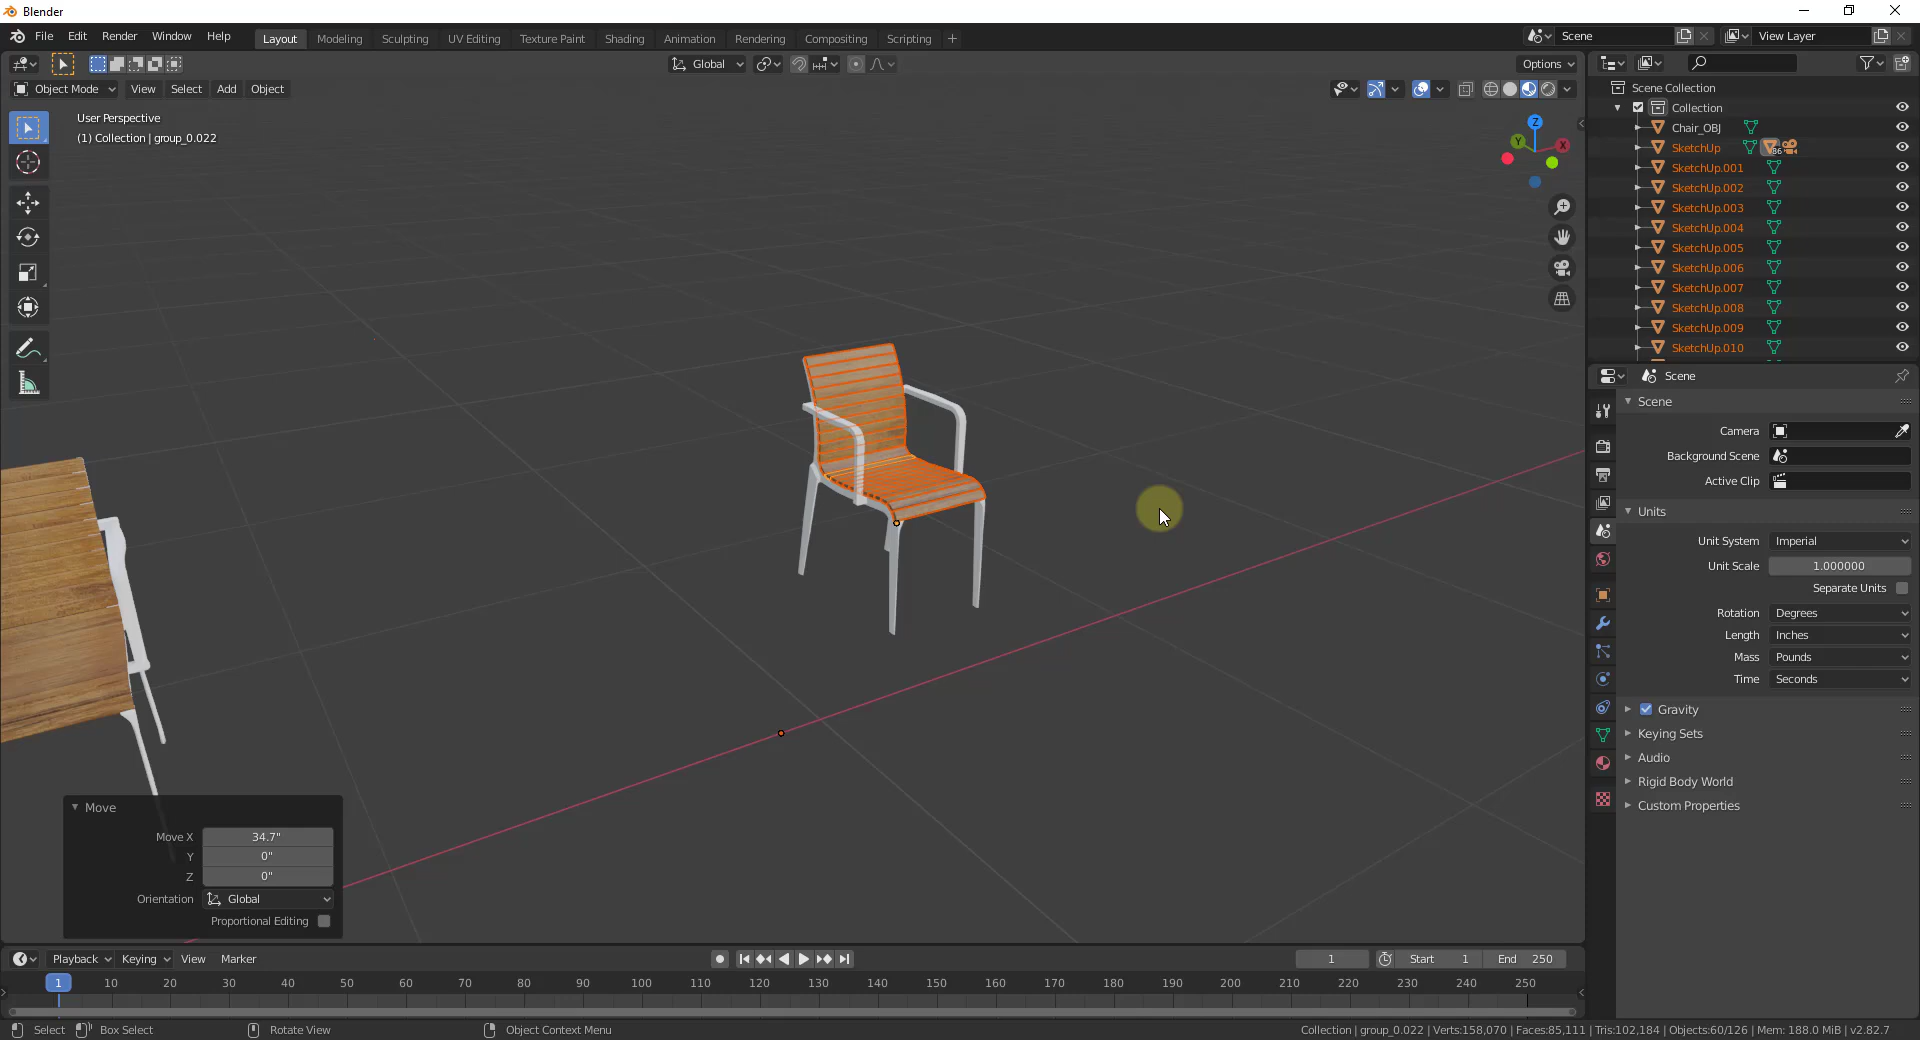 Blender
File Edit Render Window Help
Layout Modeling Sculpting UV Editing Texture Paint Shading Animation Rendering Compositing Scripting +
Scene
View Layer
Global
Options
Object Mode View Select Add Object
User Perspective
(1) Collection | group_0.022
Z
Y
X
Scene Collection
Collection
Chair_OBJ
SketchUp
86
SketchUp.001
SketchUp.002
SketchUp.003
SketchUp.004
SketchUp.005
SketchUp.006
SketchUp.007
SketchUp.008
SketchUp.009
SketchUp.010
Scene
Scene
Camera
Background Scene
Active Clip
Units
Unit System Imperial
Unit Scale 1.000000
Separate Units
Rotation Degrees
Length Inches
Mass Pounds
Time Seconds
Gravity
Keying Sets
Audio
Rigid Body World
Custom Properties
Move
Move X 34.7"
Y 0"
Z 0"
Orientation Global
Proportional Editing
Playback Keying View Marker
1 Start 1 End 250
1 10 20 30 40 50 60 70 80 90 100 110 120 130 140 150 160 170 180 190 200 210 220 230 240 250
Select Box Select Rotate View Object Context Menu
Collection | group_0.022 | Verts:158,070 | Faces:85,111 | Tris:102,184 | Objects:60/126 | Mem: 188.0 MiB | v2.82.7